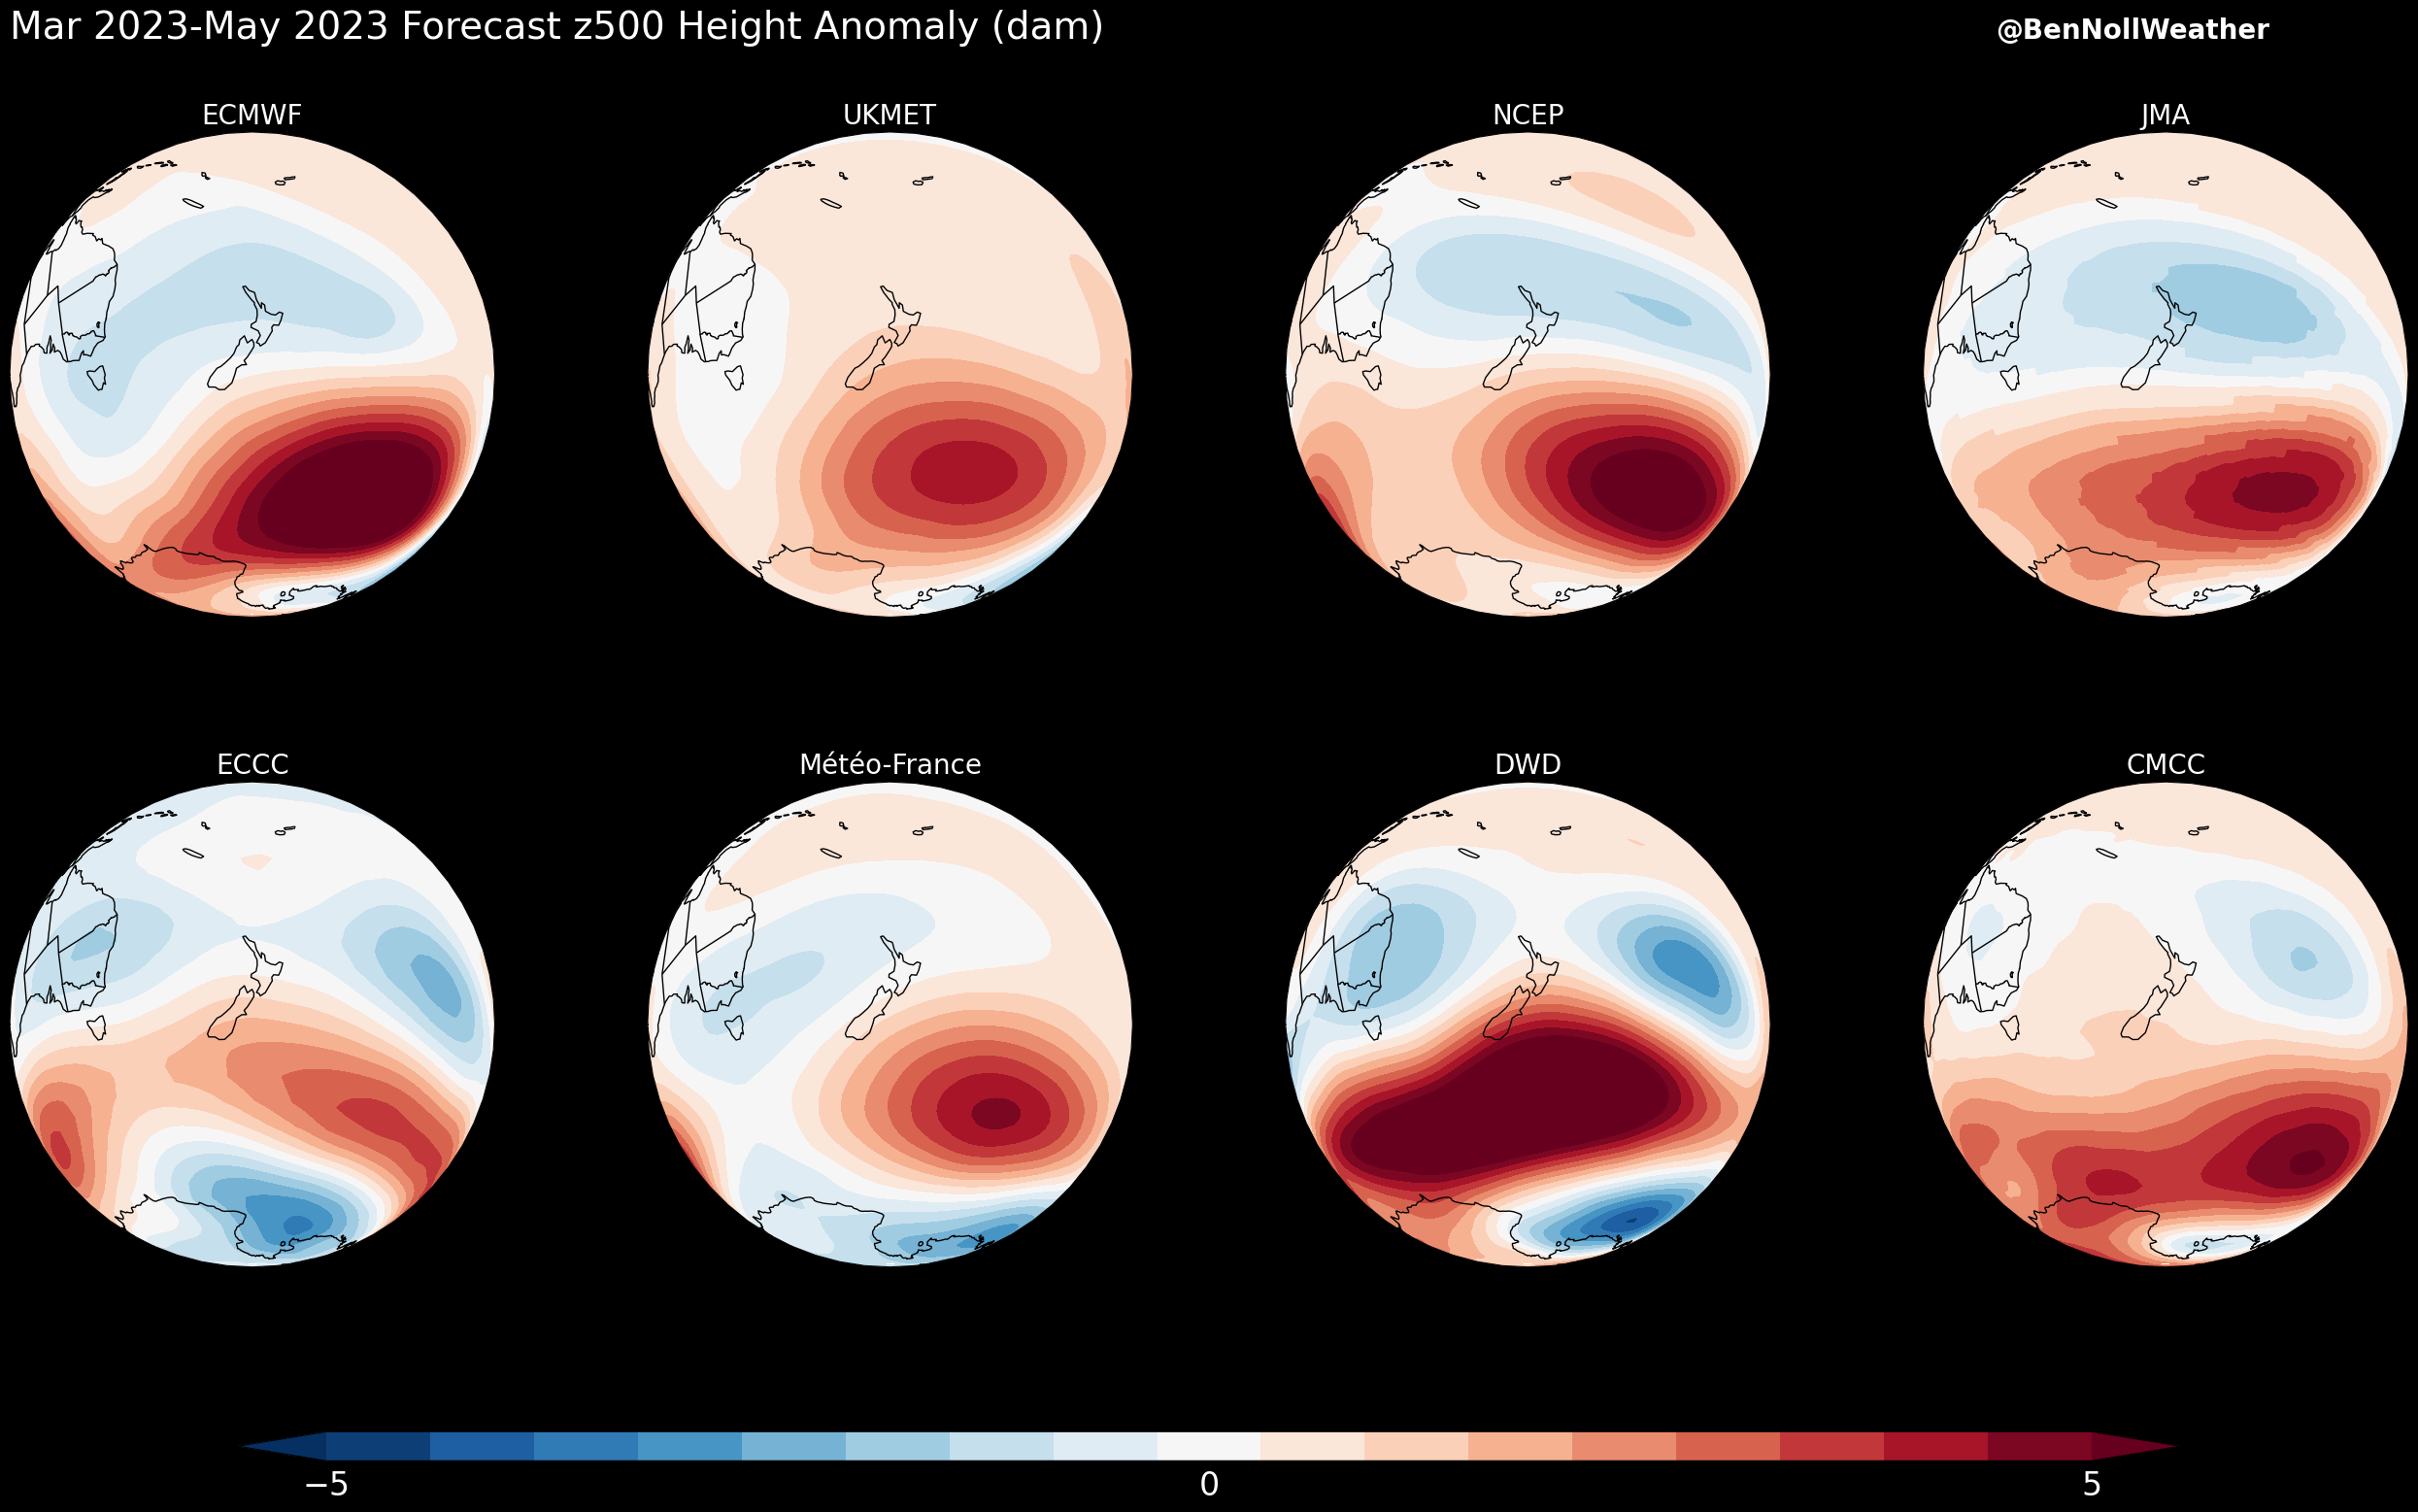 Mar 2023-May 2023 Forecast z500 Height Anomaly (dam)
@BenNollWeather
ECMWF
UKMET
NCEP
JMA
ECCC
Météo-France
DWD
CMCC
−5
0
5